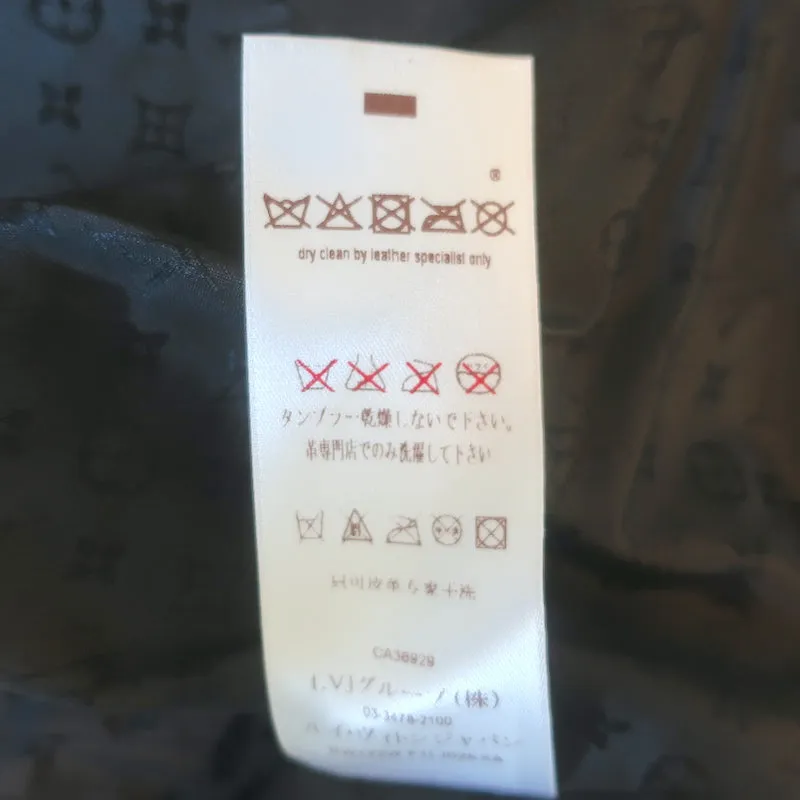 ®
dry clean by leather specialist only
タンブラー乾燥しないで下さい。
革専門店でのみ洗濯して下さい
CA36929
LVJグループ(株)
03-3478-2100